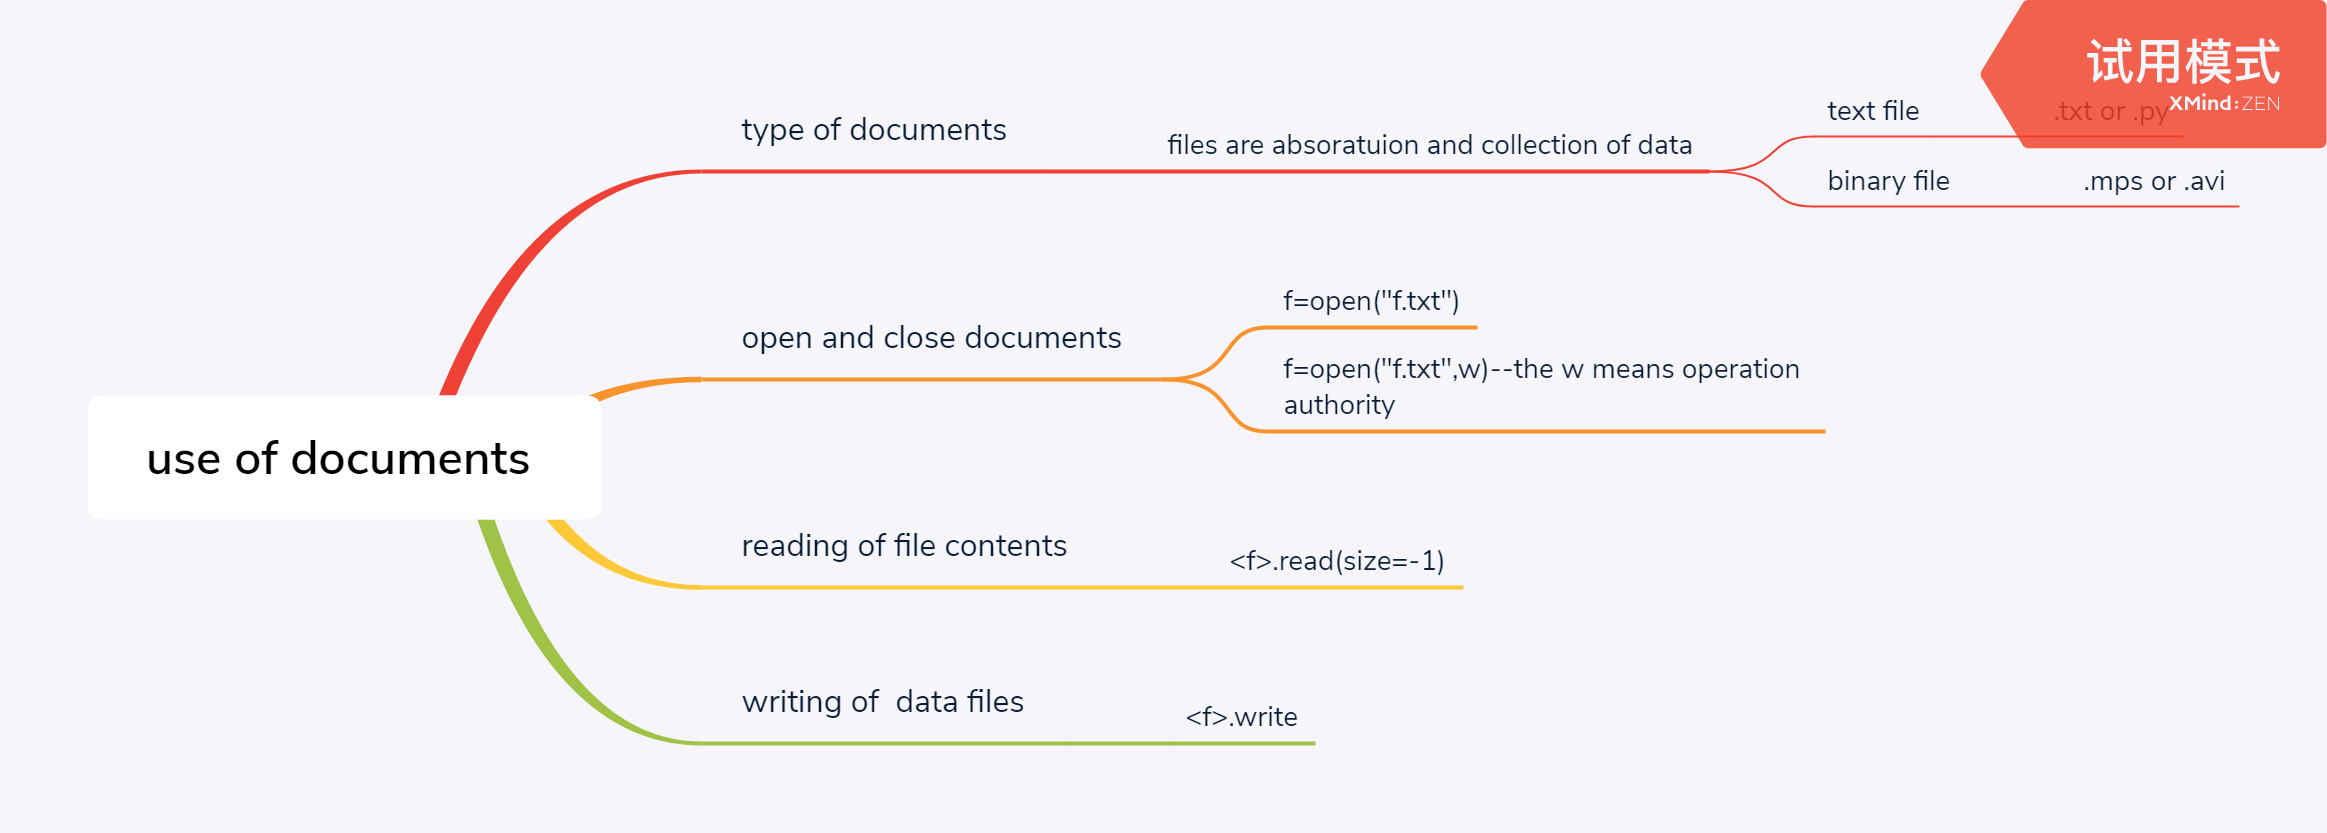 试用模式
XMind:ZEN
type of documents
files are absoratuion and collection of data
text file
.txt or .py
binary file
.mps or .avi
open and close documents
f=open("f.txt")
f=open("f.txt",w)--the w means operation
authority
use of documents
reading of file contents
<f>.read(size=-1)
writing of  data files
<f>.write